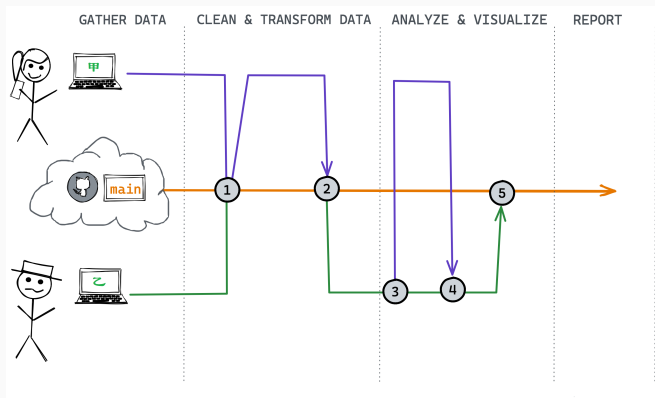 GATHER DATA
CLEAN & TRANSFORM DATA
ANALYZE & VISUALIZE
REPORT
甲
main
1
2
5
乙
3
4